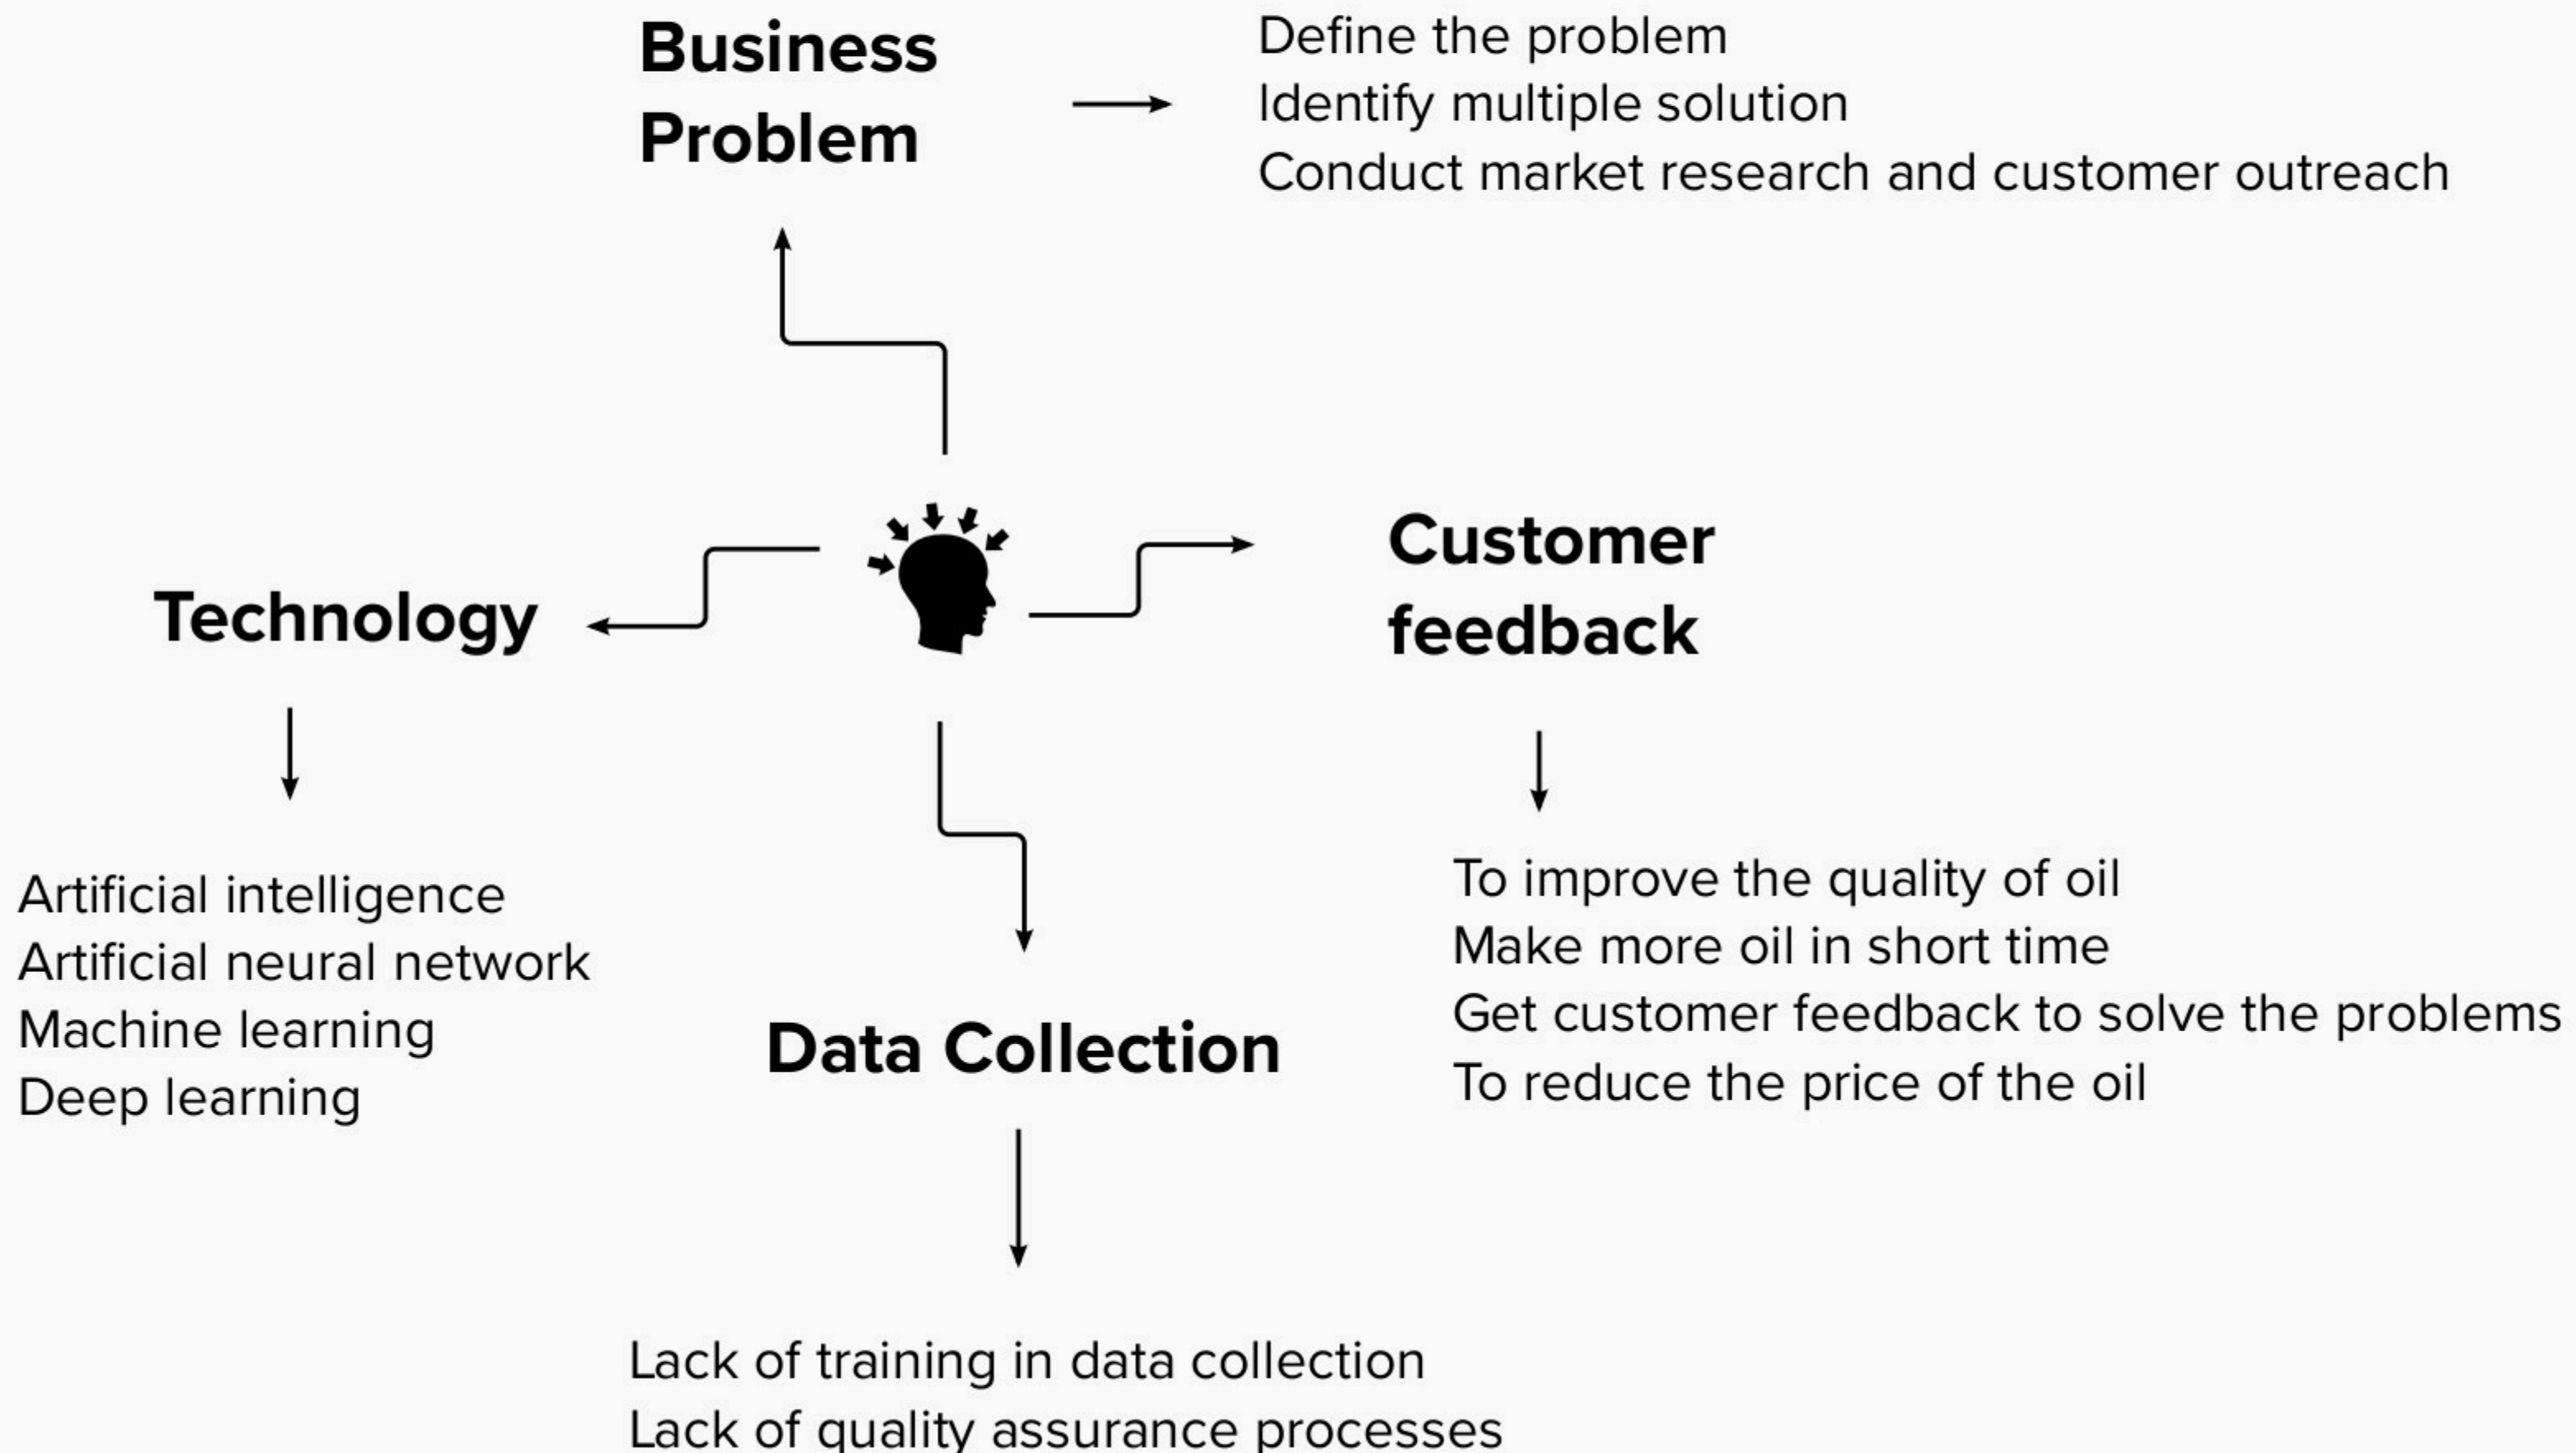 Business
Problem
Define the problem
Identify multiple solution
Conduct market research and customer outreach
Technology
Customer
feedback
Artificial intelligence
Artificial neural network
Machine learning
Deep learning
To improve the quality of oil
Make more oil in short time
Get customer feedback to solve the problems
To reduce the price of the oil
Data Collection
Lack of training in data collection
Lack of quality assurance processes